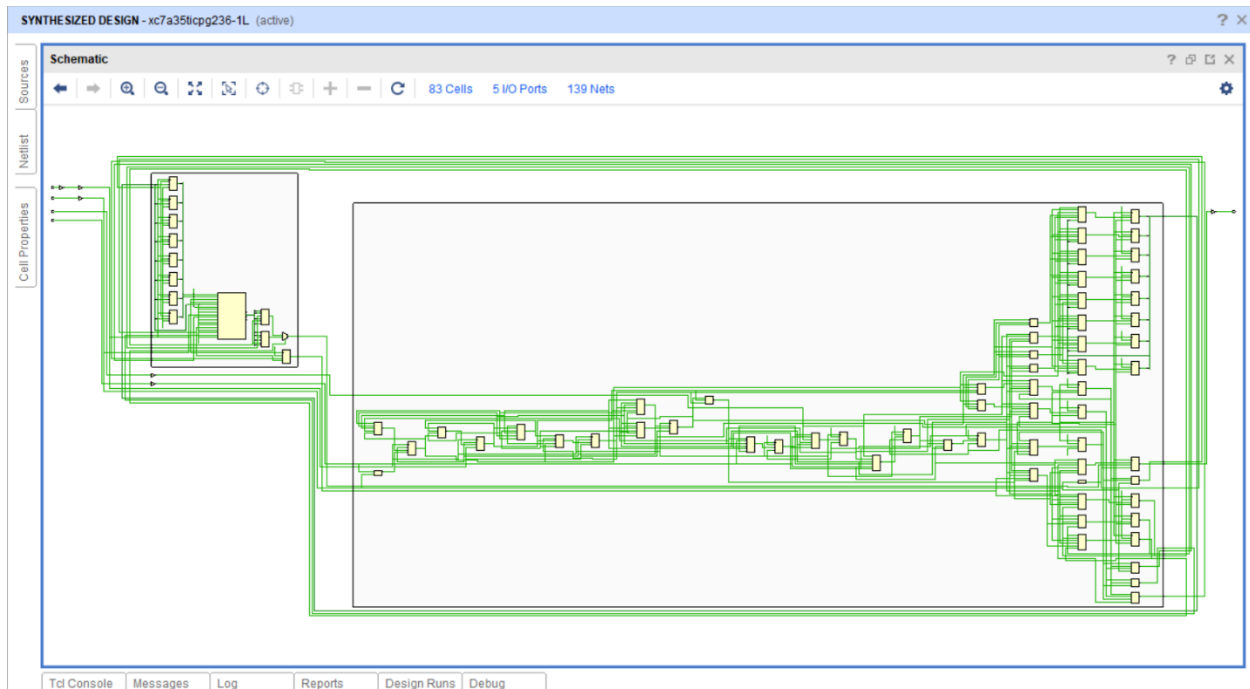 SYNTHESIZED DESIGN - xc7a35ticpg236-1L (active)
Schematic
83 Cells 5 I/O Ports 139 Nets
Sources
Netlist
Cell Properties
Tcl Console Messages Log Reports Design Runs Debug